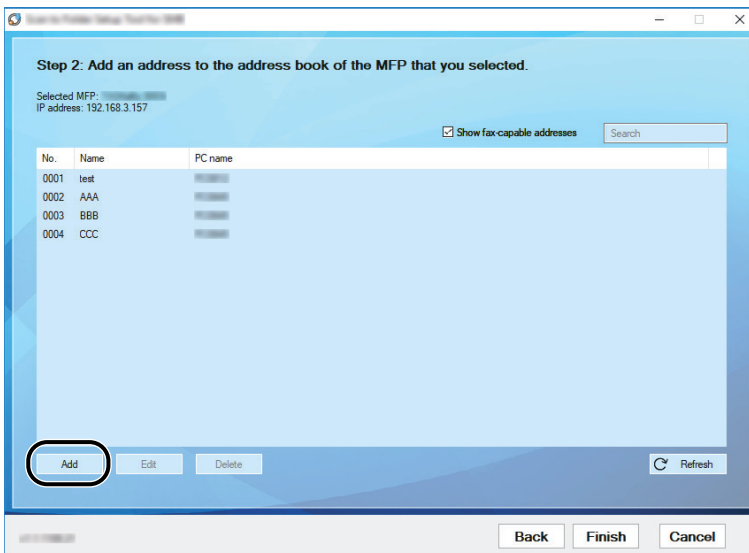 Step 2: Add an address to the address book of the MFP that you selected.
Selected MFP:
IP address: 192.168.3.157
Show fax-capable addresses
Search
No. Name PC name
0001 test
0002 AAA
0003 BBB
0004 CCC
Add Edit Delete Refresh
Back Finish Cancel